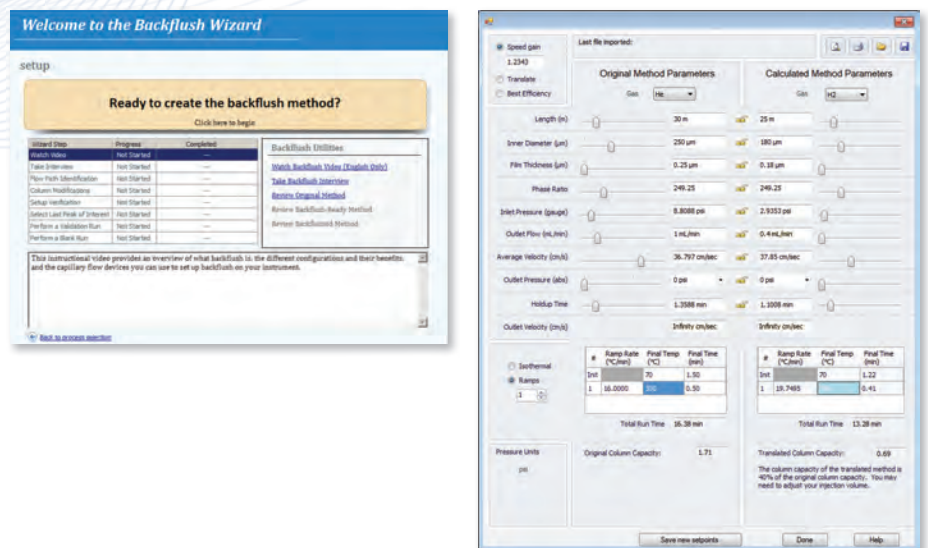 Welcome to the Backflush Wizard
setup
Ready to create the backflush method?
Click here to begin
Wizard Step Progress Completed
Watch Video Not Started ---
Take Interview Not Started ---
Flow Path Identification Not Started ---
Column Modifications Not Started ---
Setup Verification Not Started ---
Select Last Peak of Interest Not Started ---
Perform a Validation Run Not Started ---
Perform a Blank Run Not Started ---
Backflush Utilities
Watch Backflush Video (English Only)
Take Backflush Interview
Review Original Method
Review Backflush-Ready Method
Review Backflushed Method
This instructional video provides an overview of what backflush is, the different configurations and their benefits,
and the capillary flow devices you can use to set up backflush on your instrument.
Back to process selection
Speed gain
1.2343
Translate
Best Efficiency
Last file imported:
Original Method Parameters Calculated Method Parameters
Gas He Gas H2
Length (m) 30 m 25 m
Inner Diameter (μm) 250 μm 180 μm
Film Thickness (μm) 0.25 μm 0.18 μm
Phase Ratio 249.25 249.25
Inlet Pressure (gauge) 8.8088 psi 2.9353 psi
Outlet Flow (mL/min) 1 mL/min 0.4 mL/min
Average Velocity (cm/s) 36.797 cm/sec 37.85 cm/sec
Outlet Pressure (abs) 0 psi 0 psi
Holdup Time 1.3588 min 1.1008 min
Outlet Velocity (cm/s) Infinity cm/sec Infinity cm/sec
Isothermal
Ramps
1
# Ramp Rate (°C/min) Final Temp (°C) Final Time (min)
Init 70 1.50
1 16.0000 0.50
Total Run Time 16.38 min
# Ramp Rate (°C/min) Final Temp (°C) Final Time (min)
Init 70 1.22
1 19.7495 0.41
Total Run Time 13.28 min
Pressure Units
psi
Original Column Capacity: 1.71
Translated Column Capacity: 0.69
The column capacity of the translated method is
40% of the original column capacity. You may
need to adjust your injection volume.
Save new setpoints Done Help